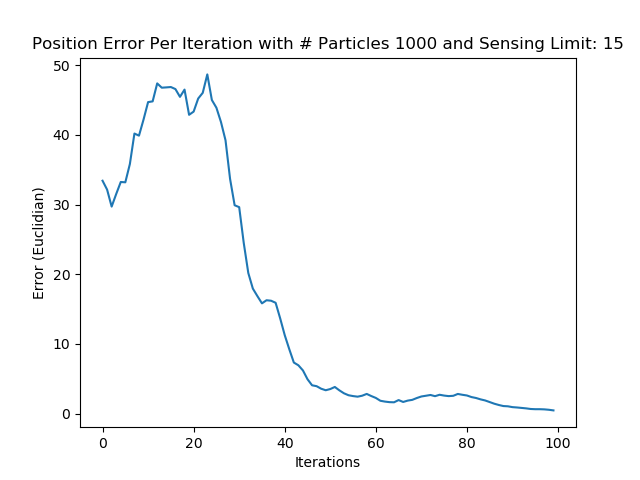 Position Error Per Iteration with # Particles 1000 and Sensing Limit: 15
50
40
30
20
10
0
Error (Euclidian)
0 20 40 60 80 100
Iterations